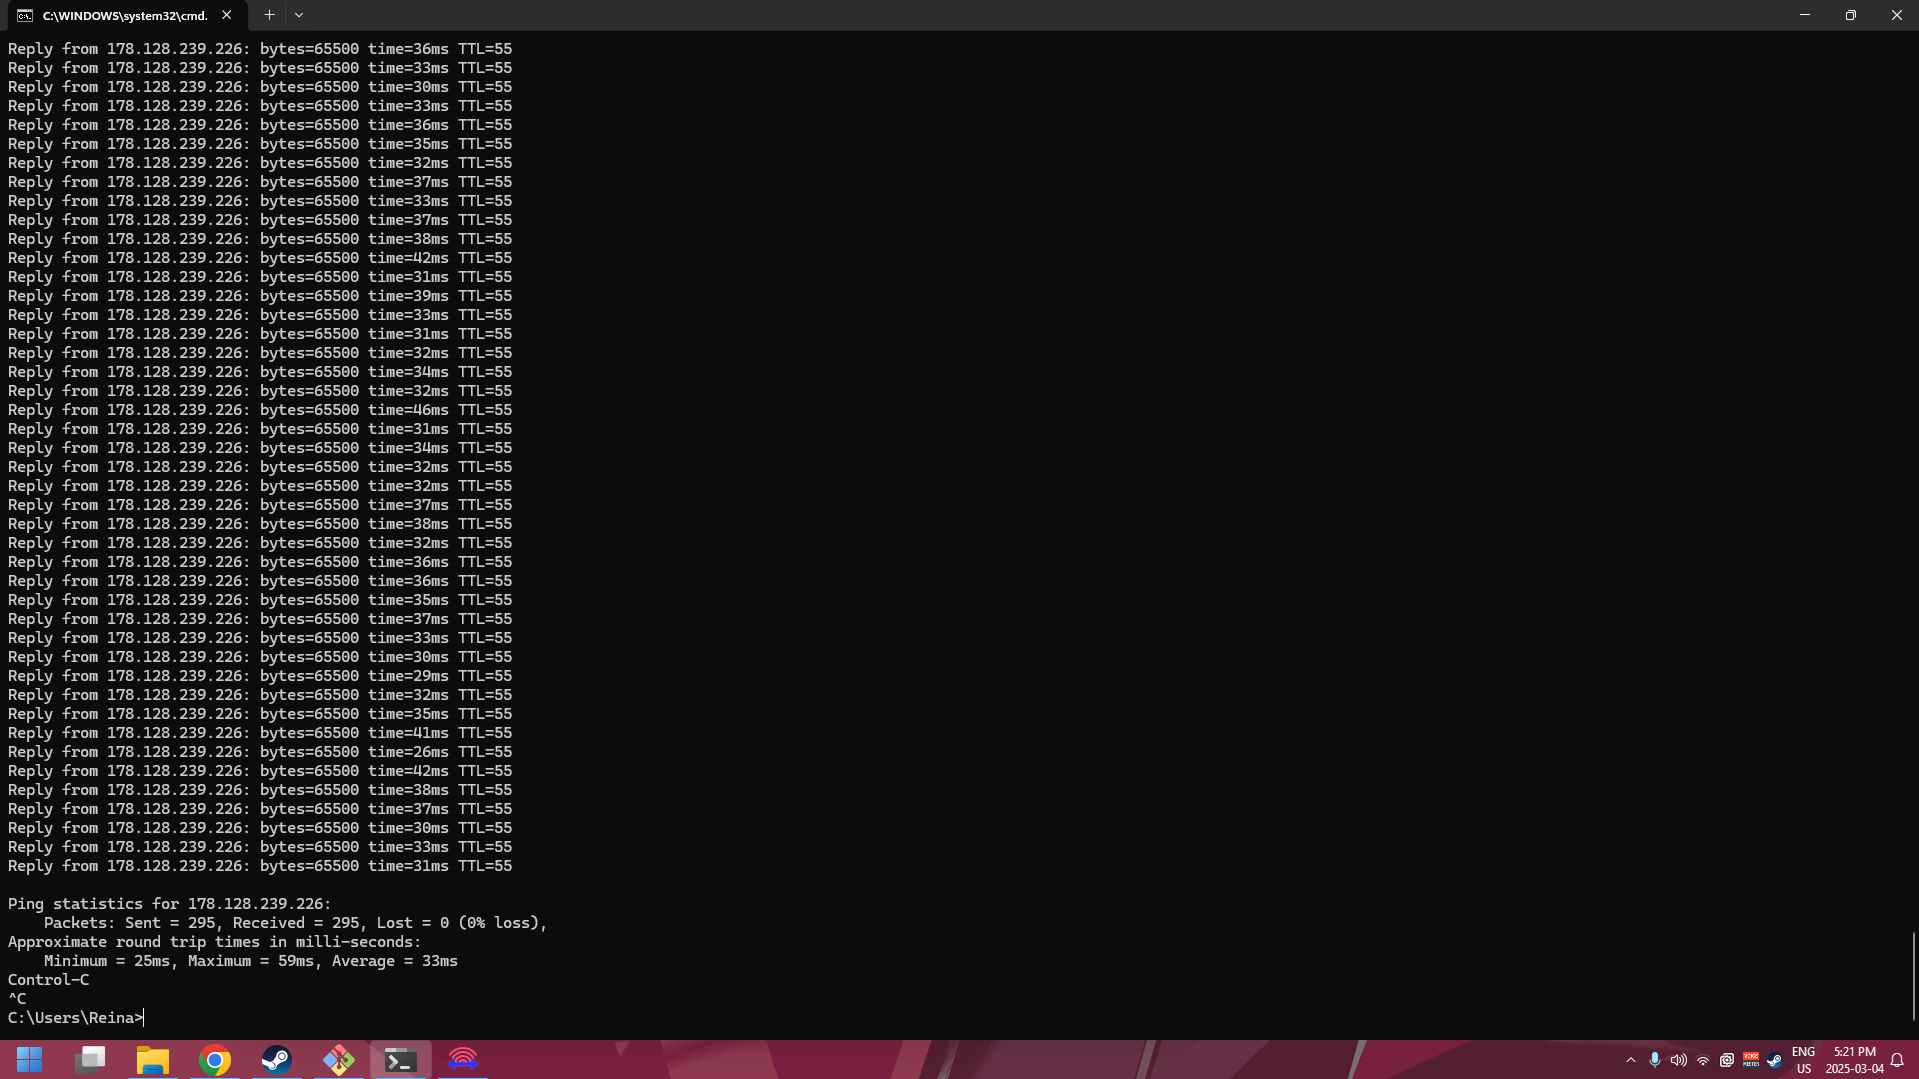 C:\WINDOWS\system32\cmd.
Reply from 178.128.239.226: bytes=65500 time=36ms TTL=55
Reply from 178.128.239.226: bytes=65500 time=33ms TTL=55
Reply from 178.128.239.226: bytes=65500 time=30ms TTL=55
Reply from 178.128.239.226: bytes=65500 time=33ms TTL=55
Reply from 178.128.239.226: bytes=65500 time=36ms TTL=55
Reply from 178.128.239.226: bytes=65500 time=35ms TTL=55
Reply from 178.128.239.226: bytes=65500 time=32ms TTL=55
Reply from 178.128.239.226: bytes=65500 time=37ms TTL=55
Reply from 178.128.239.226: bytes=65500 time=33ms TTL=55
Reply from 178.128.239.226: bytes=65500 time=37ms TTL=55
Reply from 178.128.239.226: bytes=65500 time=38ms TTL=55
Reply from 178.128.239.226: bytes=65500 time=42ms TTL=55
Reply from 178.128.239.226: bytes=65500 time=31ms TTL=55
Reply from 178.128.239.226: bytes=65500 time=39ms TTL=55
Reply from 178.128.239.226: bytes=65500 time=33ms TTL=55
Reply from 178.128.239.226: bytes=65500 time=31ms TTL=55
Reply from 178.128.239.226: bytes=65500 time=32ms TTL=55
Reply from 178.128.239.226: bytes=65500 time=34ms TTL=55
Reply from 178.128.239.226: bytes=65500 time=32ms TTL=55
Reply from 178.128.239.226: bytes=65500 time=46ms TTL=55
Reply from 178.128.239.226: bytes=65500 time=31ms TTL=55
Reply from 178.128.239.226: bytes=65500 time=34ms TTL=55
Reply from 178.128.239.226: bytes=65500 time=32ms TTL=55
Reply from 178.128.239.226: bytes=65500 time=32ms TTL=55
Reply from 178.128.239.226: bytes=65500 time=37ms TTL=55
Reply from 178.128.239.226: bytes=65500 time=38ms TTL=55
Reply from 178.128.239.226: bytes=65500 time=32ms TTL=55
Reply from 178.128.239.226: bytes=65500 time=36ms TTL=55
Reply from 178.128.239.226: bytes=65500 time=36ms TTL=55
Reply from 178.128.239.226: bytes=65500 time=35ms TTL=55
Reply from 178.128.239.226: bytes=65500 time=37ms TTL=55
Reply from 178.128.239.226: bytes=65500 time=33ms TTL=55
Reply from 178.128.239.226: bytes=65500 time=30ms TTL=55
Reply from 178.128.239.226: bytes=65500 time=29ms TTL=55
Reply from 178.128.239.226: bytes=65500 time=32ms TTL=55
Reply from 178.128.239.226: bytes=65500 time=35ms TTL=55
Reply from 178.128.239.226: bytes=65500 time=41ms TTL=55
Reply from 178.128.239.226: bytes=65500 time=26ms TTL=55
Reply from 178.128.239.226: bytes=65500 time=42ms TTL=55
Reply from 178.128.239.226: bytes=65500 time=38ms TTL=55
Reply from 178.128.239.226: bytes=65500 time=37ms TTL=55
Reply from 178.128.239.226: bytes=65500 time=30ms TTL=55
Reply from 178.128.239.226: bytes=65500 time=33ms TTL=55
Reply from 178.128.239.226: bytes=65500 time=31ms TTL=55
Ping statistics for 178.128.239.226:
Packets: Sent = 295, Received = 295, Lost = 0 (0% loss),
Approximate round trip times in milli-seconds:
Minimum = 25ms, Maximum = 59ms, Average = 33ms
Control-C
^C
C:\Users\Reina>
ENG
US
5:21 PM
2025-03-04